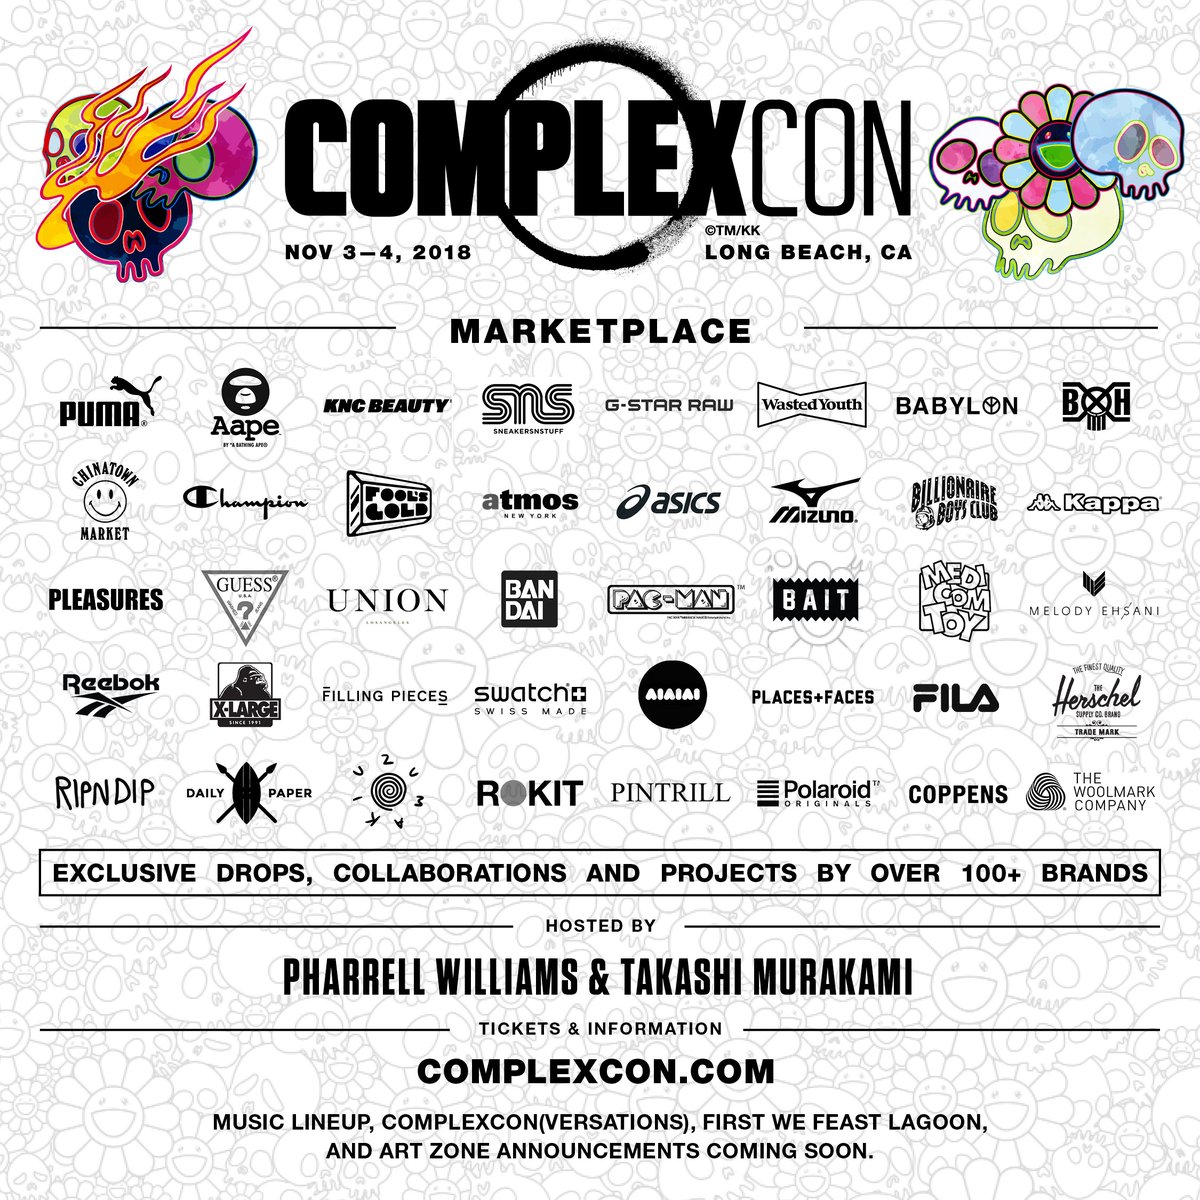 COMPLEXCON
©TM/KK
NOV 3—4, 2018
LONG BEACH, CA
MARKETPLACE
PUMA®
Aape
BY *A BATHING APE®
KNC BEAUTY
SNS
SNEAKERSNSTUFF
G-STAR RAW
Wasted Youth
BABYLON
BXH
CHINATOWN
MARKET
Champion
FOOL'S
GOLD
atmos
NEW YORK
asics
MIZUNO
BILLIONAIRE
BOYS CLUB
Kappa
PLEASURES
GUESS®
U.S.A.
?
UNION
LOS ANGELES
BAN
DAI
PAC-MAN™
BAIT
MEDI
COM
TOY
MELODY EHSANI
Reebok
X-LARGE
SINCE 1991
FILLING PIECES
swatch
SWISS MADE
AIAIAI
PLACES+FACES
FILA
THE FINEST QUALITY
THE
Herschel
SUPPLY CO. BRAND
TRADE MARK
RIPNDIP
DAILY PAPER
ROKIT
PINTRILL
Polaroid
ORIGINALS
COPPENS
THE
WOOLMARK
COMPANY
EXCLUSIVE DROPS, COLLABORATIONS AND PROJECTS BY OVER 100+ BRANDS
HOSTED BY
PHARRELL WILLIAMS & TAKASHI MURAKAMI
TICKETS & INFORMATION
COMPLEXCON.COM
MUSIC LINEUP, COMPLEXCON(VERSATIONS), FIRST WE FEAST LAGOON,
AND ART ZONE ANNOUNCEMENTS COMING SOON.